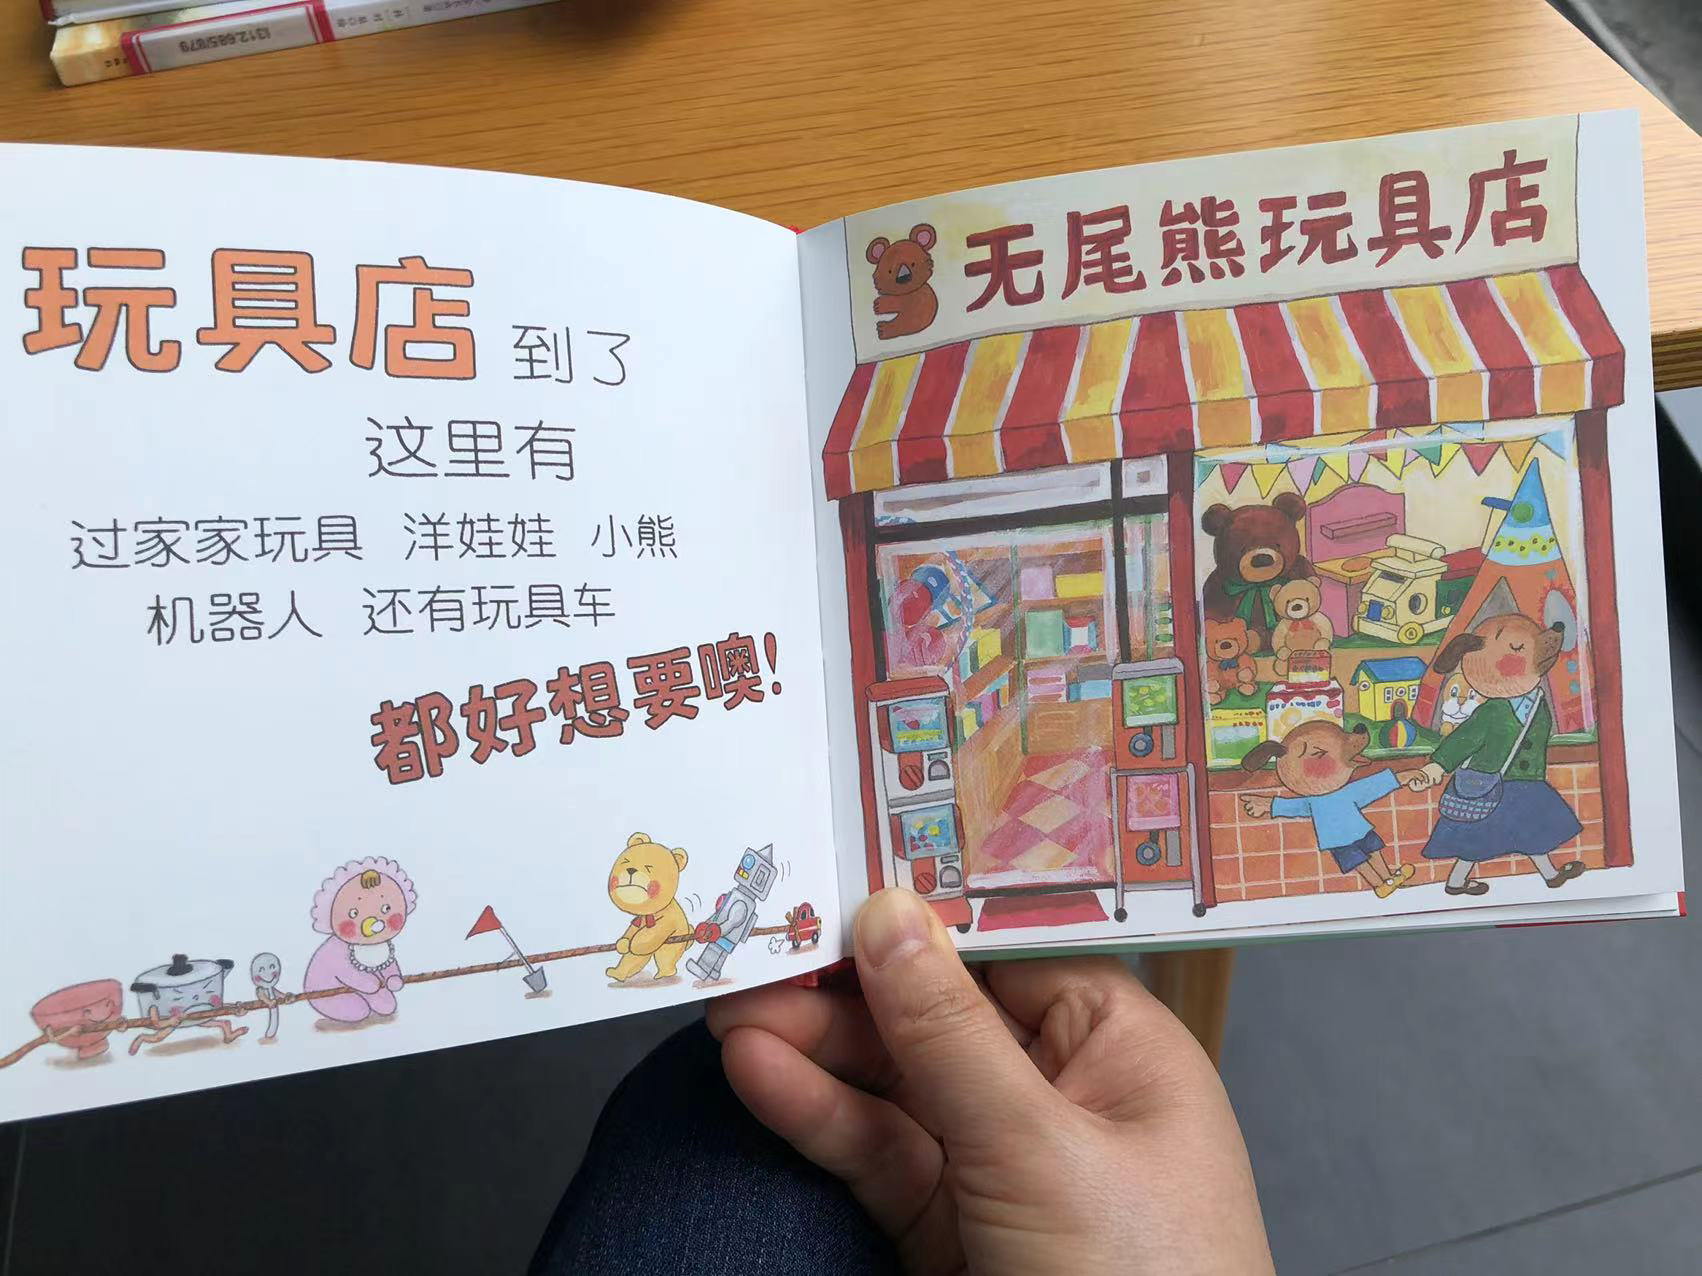 玩具店 到了
这里有
过家家玩具 洋娃娃 小熊
机器人 还有玩具车
都好想要噢!
无尾熊玩具店